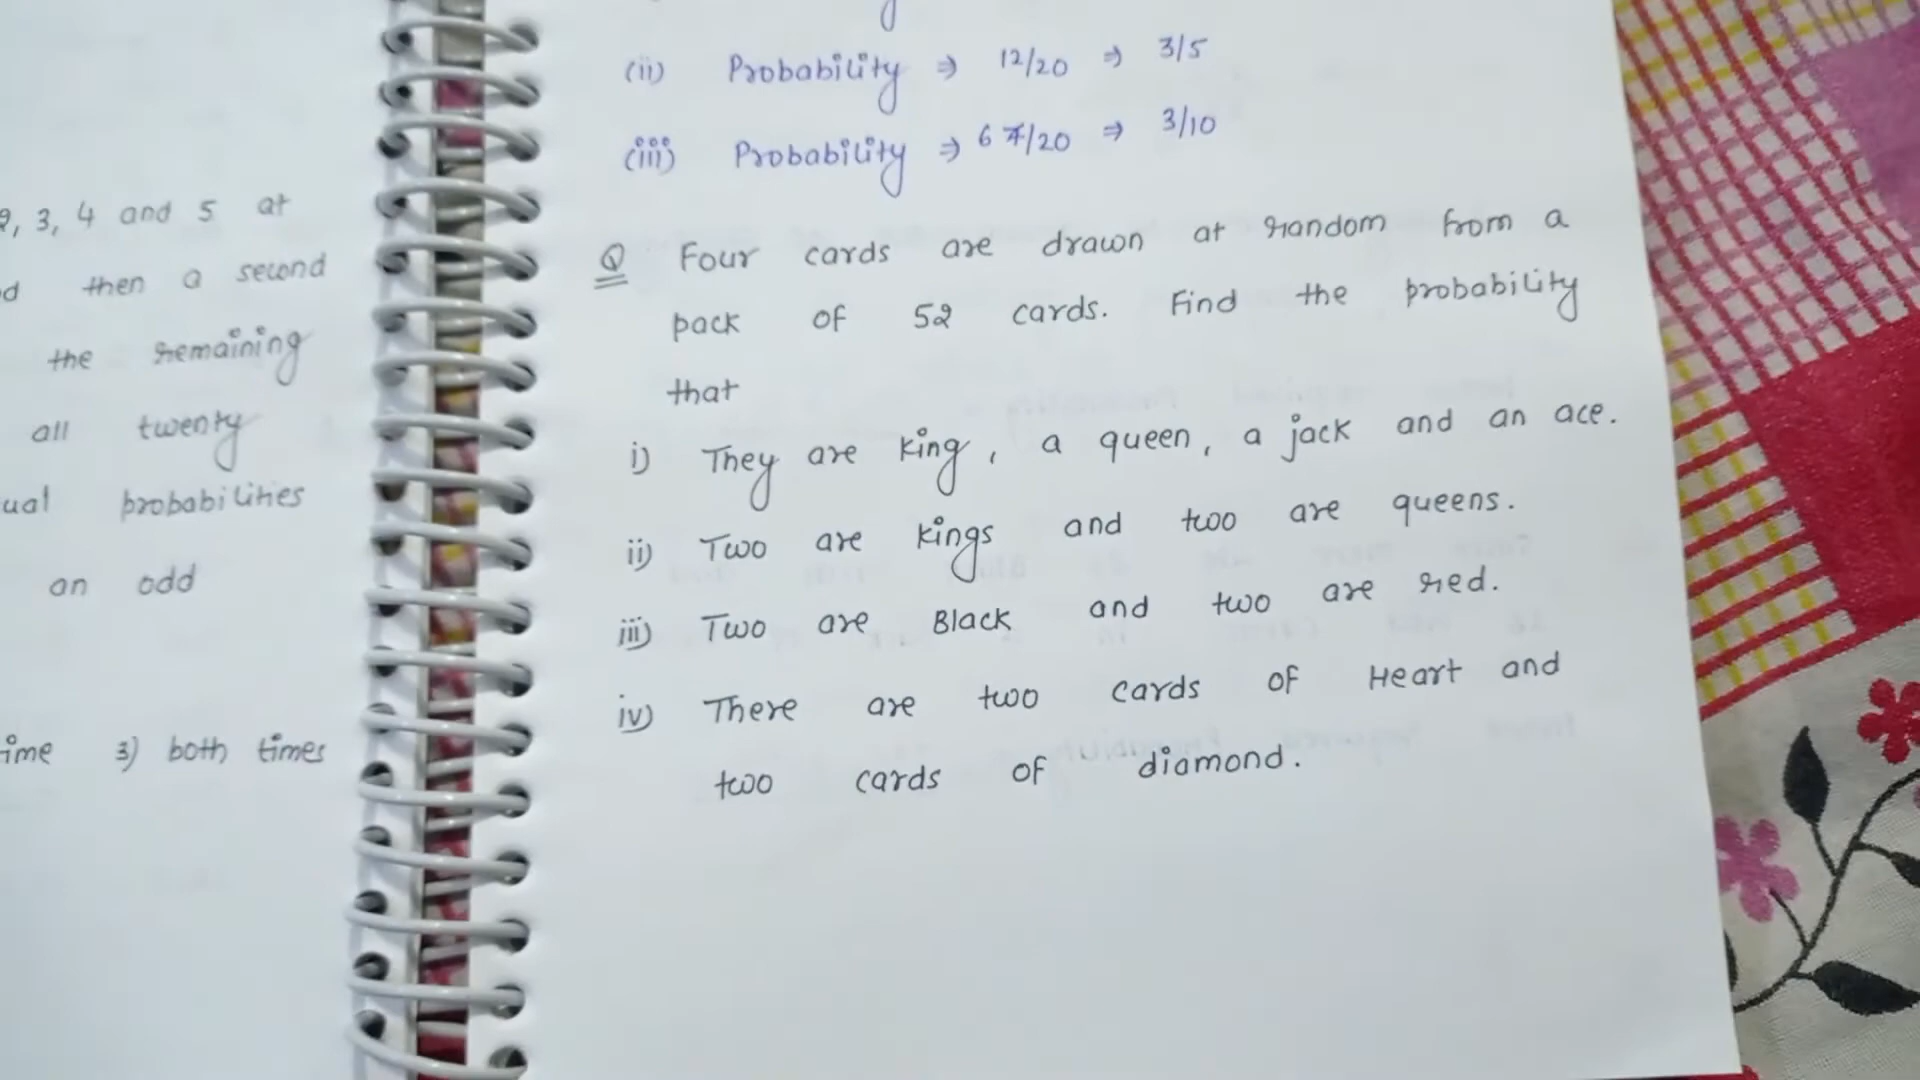 2, 3, 4 and 5 at
then a second
the remaining
all twenty
ual probabilities
an odd
ime 3) both times
(ii) Probability ⇒ 12/20 ⇒ 3/5
(iii) Probability ⇒ 6 7/20 ⇒ 3/10
Q Four cards are drawn at random from a
pack of 52 cards. Find the probability
that
i) They are king, a queen, a jack and an ace.
ii) Two are kings and two are queens.
iii) Two are Black and two are red.
iv) There are two cards of Heart and
two cards of diamond.